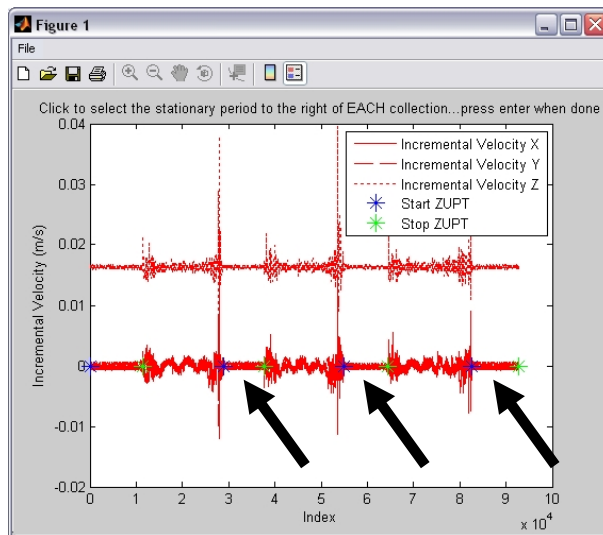 Figure 1
File
Click to select the stationary period to the right of EACH collection...press enter when done
0.04
0.03
0.02
0.01
0
-0.01
-0.02
Incremental Velocity (m/s)
Incremental Velocity X
Incremental Velocity Y
Incremental Velocity Z
Start ZUPT
Stop ZUPT
0 1 2 3 4 5 6 7 8 9 10
Index
x 10^4